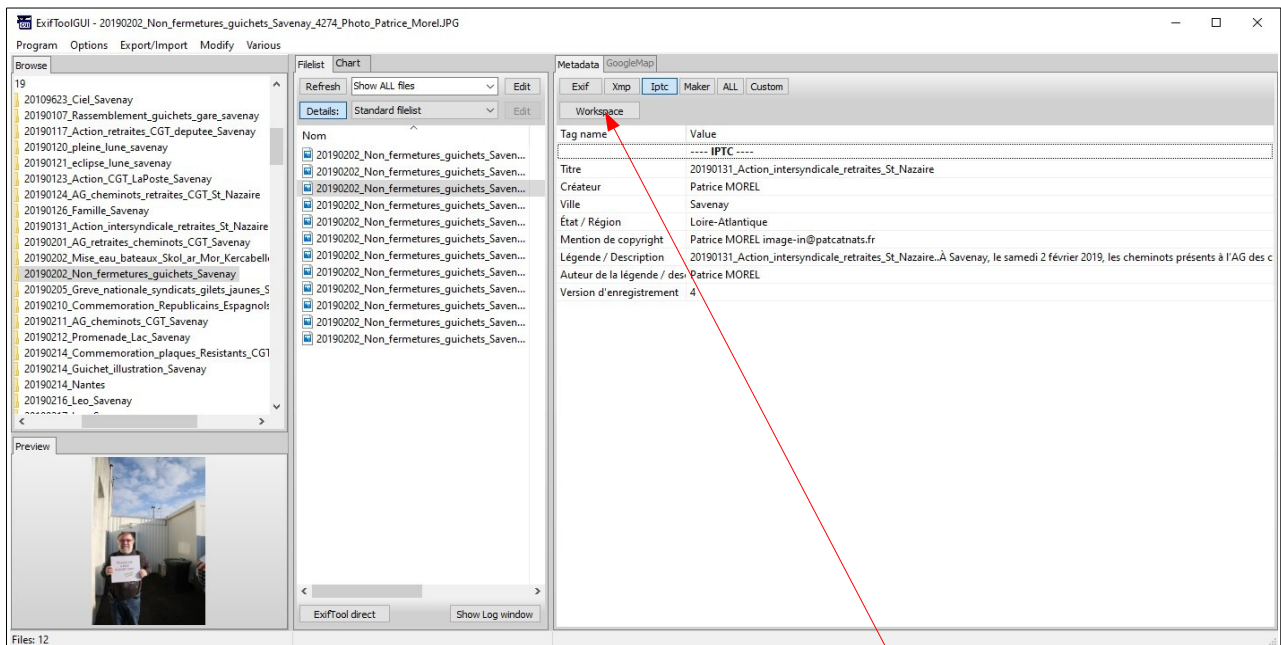 ExifToolGUI - 20190202_Non_fermetures_guichets_Savenay_4274_Photo_Patrice_Morel.JPG
Program Options Export/Import Modify Various
Browse
19
20109623_Ciel_Savenay
20190107_Rassemblement_guichets_gare_savenay
20190117_Action_retraites_CGT_deputee_Savenay
20190120_pleine_lune_savenay
20190121_eclipse_lune_savenay
20190123_Action_CGT_LaPoste_Savenay
20190124_AG_cheminots_retraites_CGT_St_Nazaire
20190126_Famille_Savenay
20190131_Action_intersyndicale_retraites_St_Nazaire
20190201_AG_retraites_cheminots_CGT_Savenay
20190202_Mise_eau_bateaux_Skol_ar_Mor_Kercabelle
20190202_Non_fermetures_guichets_Savenay
20190205_Greve_nationale_syndicats_gilets_jaunes_S
20190210_Commemoration_Republicains_Espagnols
20190211_AG_cheminots_CGT_Savenay
20190212_Promenade_Lac_Savenay
20190214_Commemoration_plaques_Resistants_CGT
20190214_Guichet_illustration_Savenay
20190214_Nantes
20190216_Leo_Savenay
Preview
Files: 12
Filelist Chart
Refresh Show ALL files Edit
Details: Standard filelist Edit
Nom
20190202_Non_fermetures_guichets_Saven...
20190202_Non_fermetures_guichets_Saven...
20190202_Non_fermetures_guichets_Saven...
20190202_Non_fermetures_guichets_Saven...
20190202_Non_fermetures_guichets_Saven...
20190202_Non_fermetures_guichets_Saven...
20190202_Non_fermetures_guichets_Saven...
20190202_Non_fermetures_guichets_Saven...
20190202_Non_fermetures_guichets_Saven...
20190202_Non_fermetures_guichets_Saven...
20190202_Non_fermetures_guichets_Saven...
20190202_Non_fermetures_guichets_Saven...
ExifTool direct Show Log window
Metadata GoogleMap
Exif Xmp Iptc Maker ALL Custom
Workspace
Tag name Value
---- IPTC ----
Titre 20190131_Action_intersyndicale_retraites_St_Nazaire
Créateur Patrice MOREL
Ville Savenay
État / Région Loire-Atlantique
Mention de copyright Patrice MOREL image-in@patcatnats.fr
Légende / Description 20190131_Action_intersyndicale_retraites_St_Nazaire..À Savenay, le samedi 2 février 2019, les cheminots présents à l'AG des c
Auteur de la légende / des Patrice MOREL
Version d'enregistrement 4